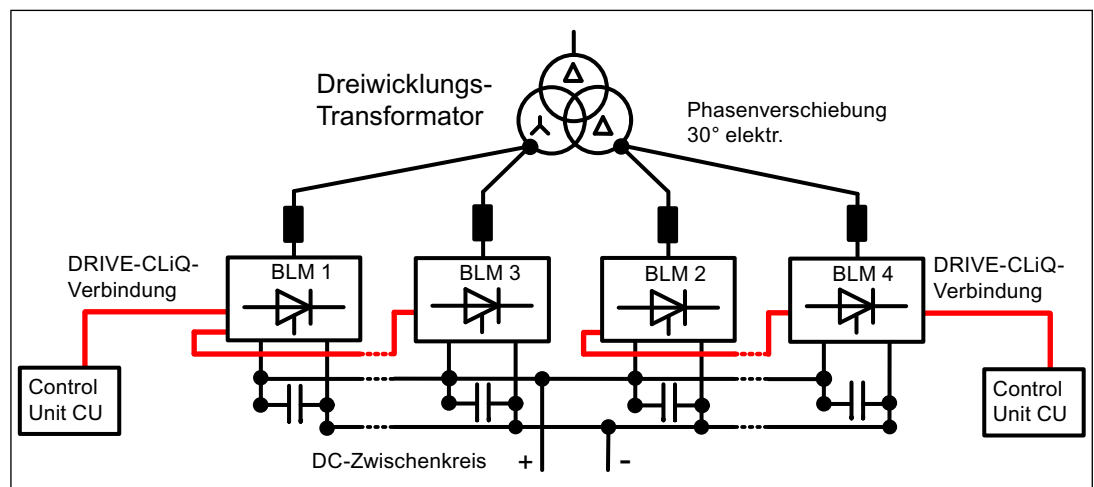 Dreiwicklungs-
Transformator
Phasenverschiebung
30° elektr.
DRIVE-CLiQ-
Verbindung
BLM 1
BLM 3
BLM 2
BLM 4
DRIVE-CLiQ-
Verbindung
Control
Unit CU
Control
Unit CU
DC-Zwischenkreis + -